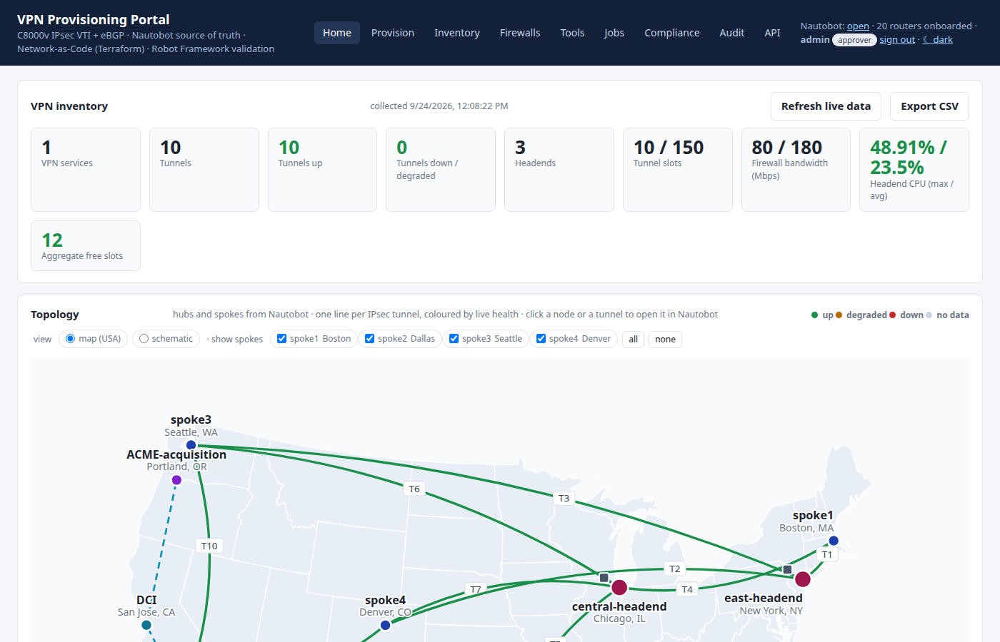 VPN Provisioning Portal
C8000v IPsec VTI + eBGP · Nautobot source of truth ·
Network-as-Code (Terraform) · Robot Framework validation
Home
Provision
Inventory
Firewalls
Tools
Jobs
Compliance
Audit
API
Nautobot: open · 20 routers onboarded ·
admin approver sign out · ☾ dark
VPN inventory
collected 9/24/2026, 12:08:22 PM
Refresh live data
Export CSV
1
VPN services
10
Tunnels
10
Tunnels up
0
Tunnels down /
degraded
3
Headends
10 / 150
Tunnel slots
80 / 180
Firewall bandwidth
(Mbps)
48.91% /
23.5%
Headend CPU (max /
avg)
12
Aggregate free slots
Topology
hubs and spokes from Nautobot · one line per IPsec tunnel, coloured by live health · click a node or a tunnel to open it in Nautobot
up
degraded
down
no data
view
map (USA)
schematic
· show spokes
spoke1 Boston
spoke2 Dallas
spoke3 Seattle
spoke4 Denver
all
none
spoke3
Seattle, WA
ACME-acquisition
Portland, OR
T6
T3
spoke1
Boston, MA
T10
T1
T2
T7
T4
DCI
San Jose, CA
spoke4
Denver, CO
central-headend
Chicago, IL
east-headend
New York, NY